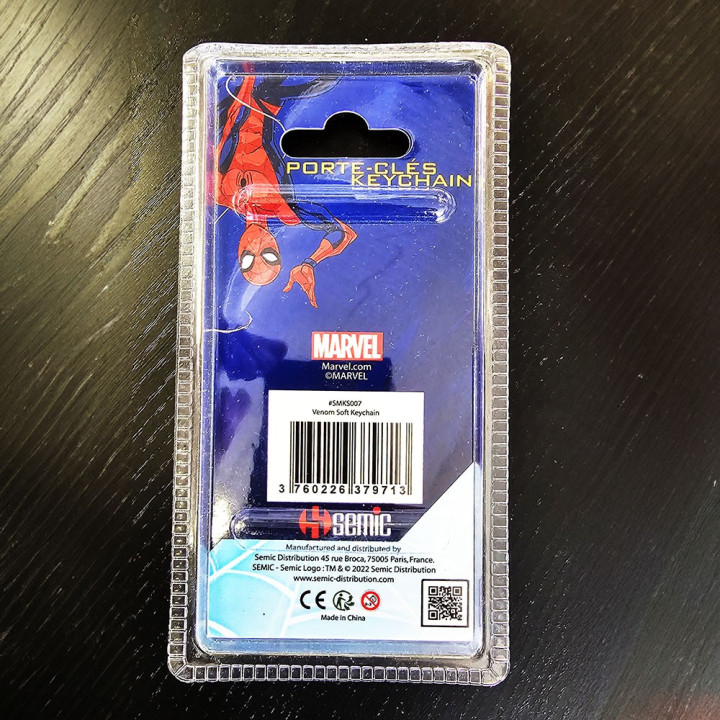 PORTE-CLÉS
KEYCHAIN
MARVEL
Marvel.com
©MARVEL
#SMKS007
Venom Soft Keychain
3 760226 379713
semic
Manufactured and distributed by
Semic Distribution 45 rue Broca, 75005 Paris, France.
SEMIC - Semic Logo : TM & © 2022 Semic Distribution
www.semic-distribution.com
CE
Made in China